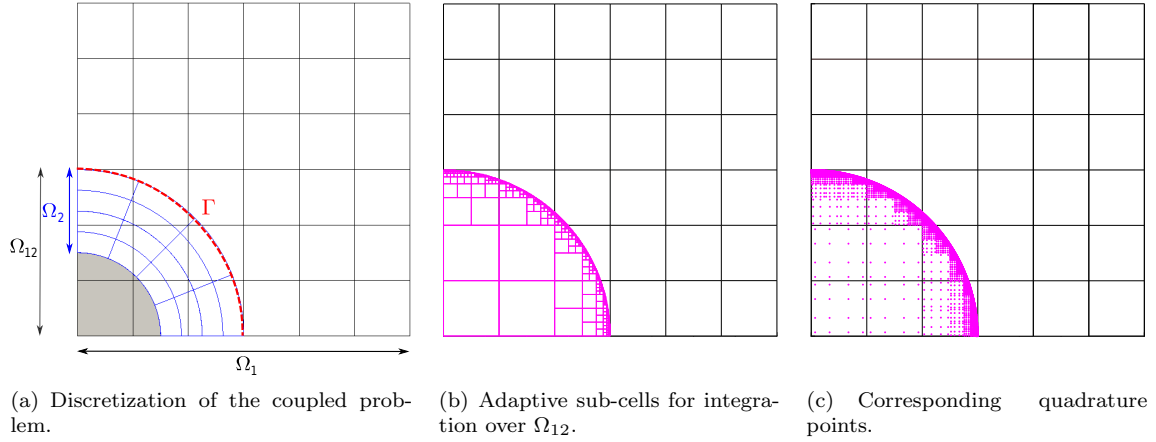 Ω₂
Γ
Ω₁₂
Ω₁
(a) Discretization of the coupled prob-
lem.
(b) Adaptive sub-cells for integra-
tion over Ω₁₂.
(c) Corresponding quadrature
points.